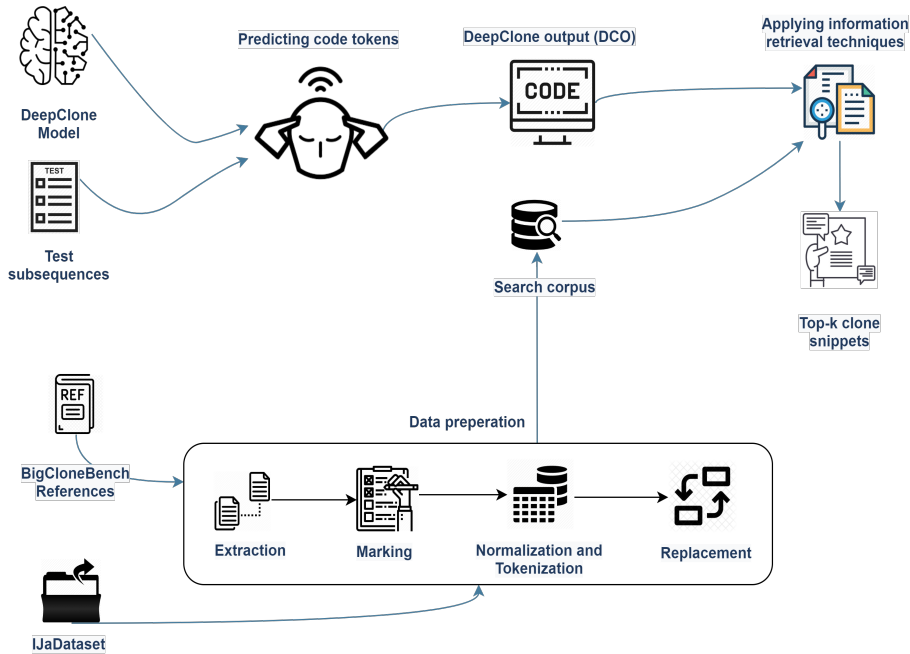 DeepClone
Model
Predicting code tokens
DeepClone output (DCO)
Applying information
retrieval techniques
CODE
TEST
Test
subsequences
Search corpus
Top-k clone
snippets
REF
BigCloneBench
References
Data preperation
Extraction
Marking
Normalization and
Tokenization
Replacement
IJaDataset